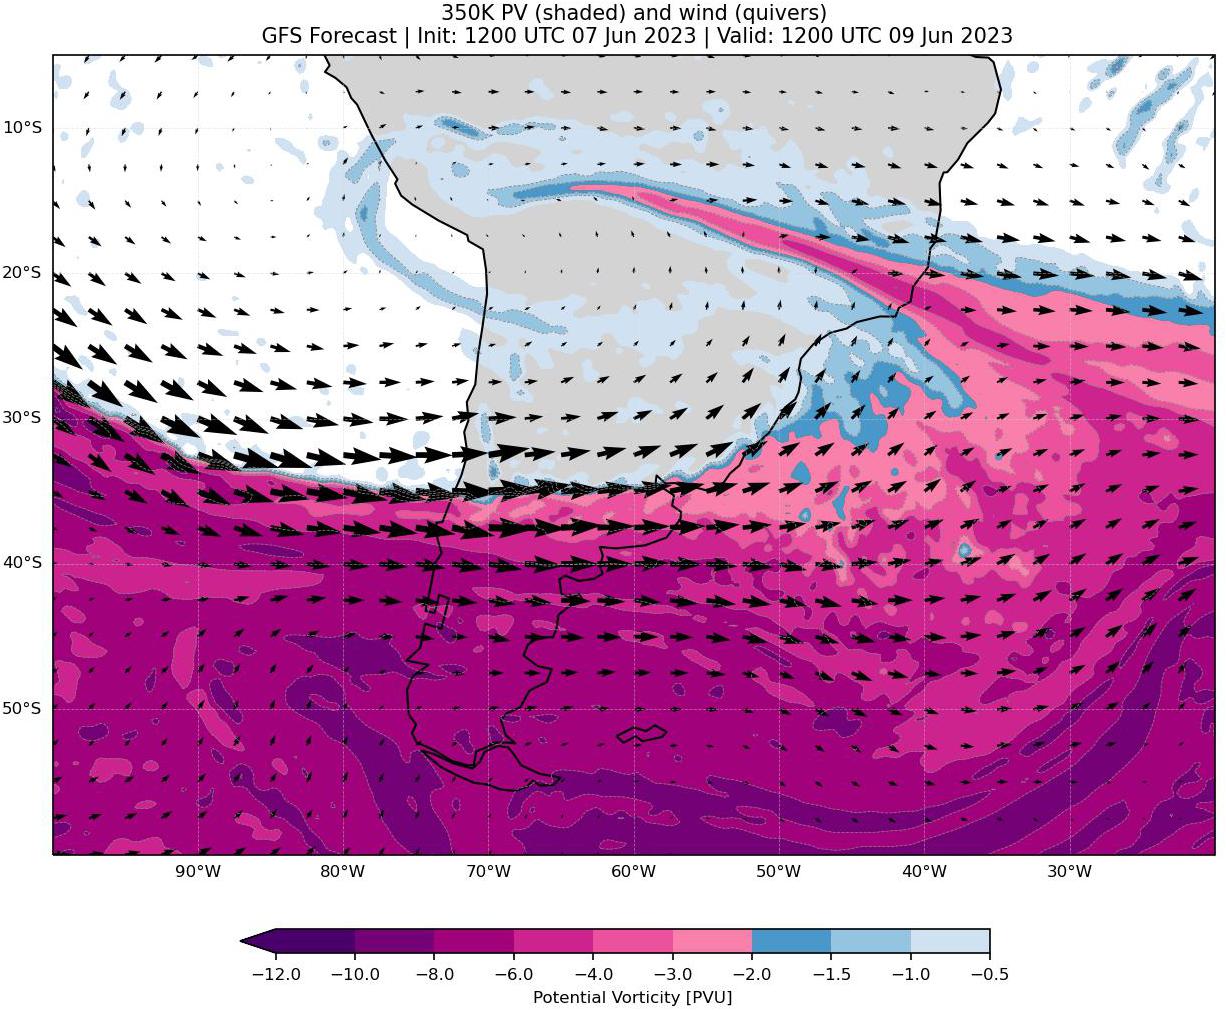 350K PV (shaded) and wind (quivers)
GFS Forecast | Init: 1200 UTC 07 Jun 2023 | Valid: 1200 UTC 09 Jun 2023
10°S
20°S
30°S
40°S
50°S
90°W 80°W 70°W 60°W 50°W 40°W 30°W
−12.0 −10.0 −8.0 −6.0 −4.0 −3.0 −2.0 −1.5 −1.0 −0.5
Potential Vorticity [PVU]